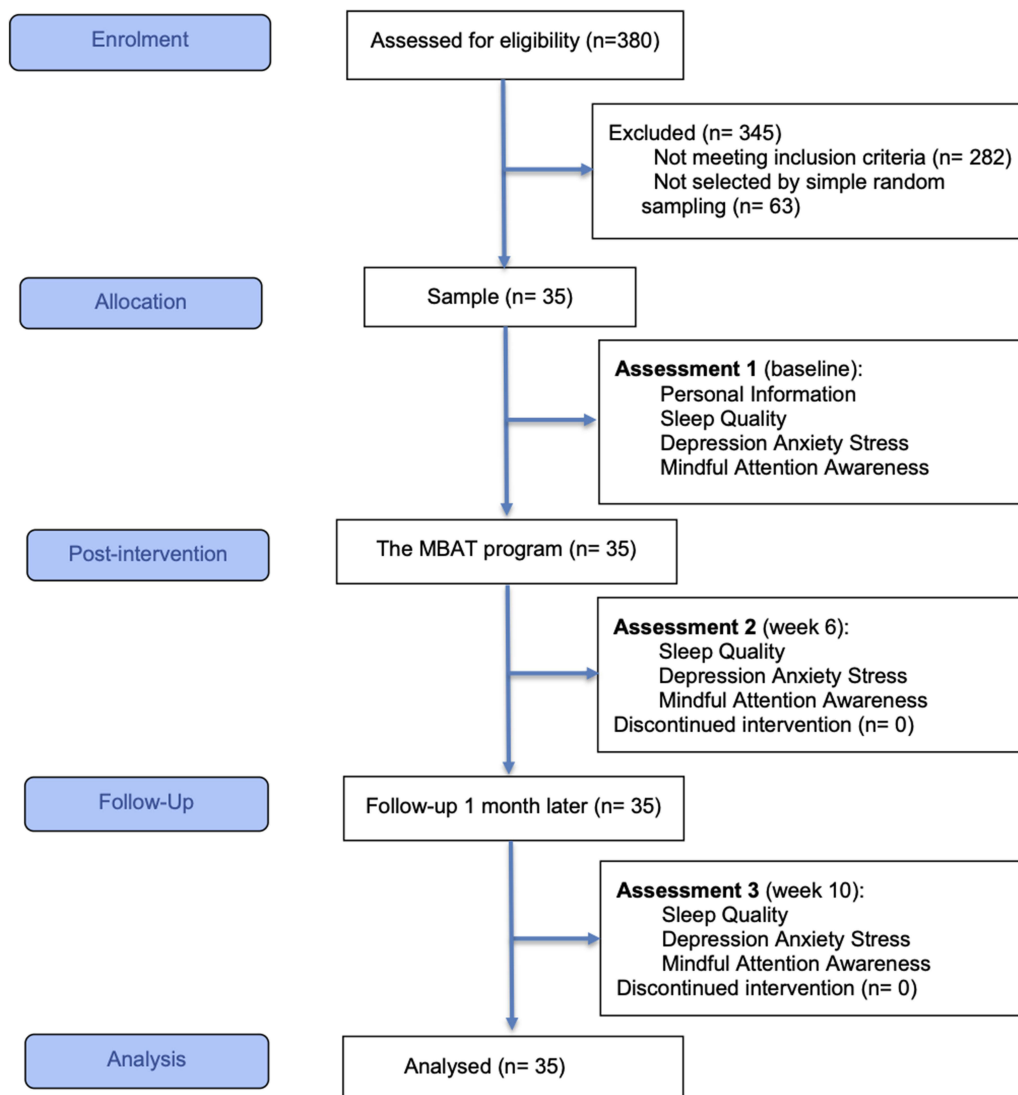 Enrolment
Assessed for eligibility (n=380)
Excluded (n= 345)
Not meeting inclusion criteria (n= 282)
Not selected by simple random
sampling (n= 63)
Allocation
Sample (n= 35)
Assessment 1 (baseline):
Personal Information
Sleep Quality
Depression Anxiety Stress
Mindful Attention Awareness
Post-intervention
The MBAT program (n= 35)
Assessment 2 (week 6):
Sleep Quality
Depression Anxiety Stress
Mindful Attention Awareness
Discontinued intervention (n= 0)
Follow-Up
Follow-up 1 month later (n= 35)
Assessment 3 (week 10):
Sleep Quality
Depression Anxiety Stress
Mindful Attention Awareness
Discontinued intervention (n= 0)
Analysis
Analysed (n= 35)